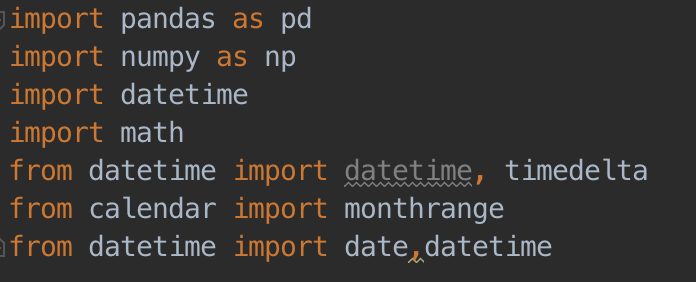 import pandas as pd
import numpy as np
import datetime
import math
from datetime import datetime, timedelta
from calendar import monthrange
from datetime import date,datetime